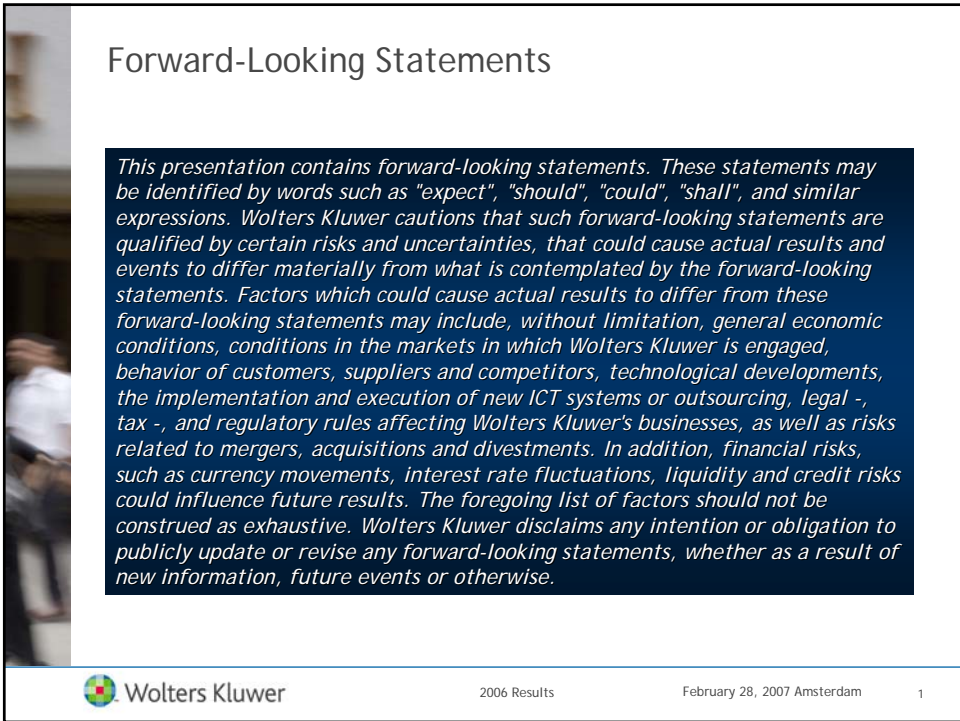 Forward-Looking Statements
This presentation contains forward-looking statements. These statements may
be identified by words such as "expect", "should", "could", "shall", and similar
expressions. Wolters Kluwer cautions that such forward-looking statements are
qualified by certain risks and uncertainties, that could cause actual results and
events to differ materially from what is contemplated by the forward-looking
statements. Factors which could cause actual results to differ from these
forward-looking statements may include, without limitation, general economic
conditions, conditions in the markets in which Wolters Kluwer is engaged,
behavior of customers, suppliers and competitors, technological developments,
the implementation and execution of new ICT systems or outsourcing, legal -,
tax -, and regulatory rules affecting Wolters Kluwer's businesses, as well as risks
related to mergers, acquisitions and divestments. In addition, financial risks,
such as currency movements, interest rate fluctuations, liquidity and credit risks
could influence future results. The foregoing list of factors should not be
construed as exhaustive. Wolters Kluwer disclaims any intention or obligation to
publicly update or revise any forward-looking statements, whether as a result of
new information, future events or otherwise.
Wolters Kluwer 2006 Results February 28, 2007 Amsterdam 1